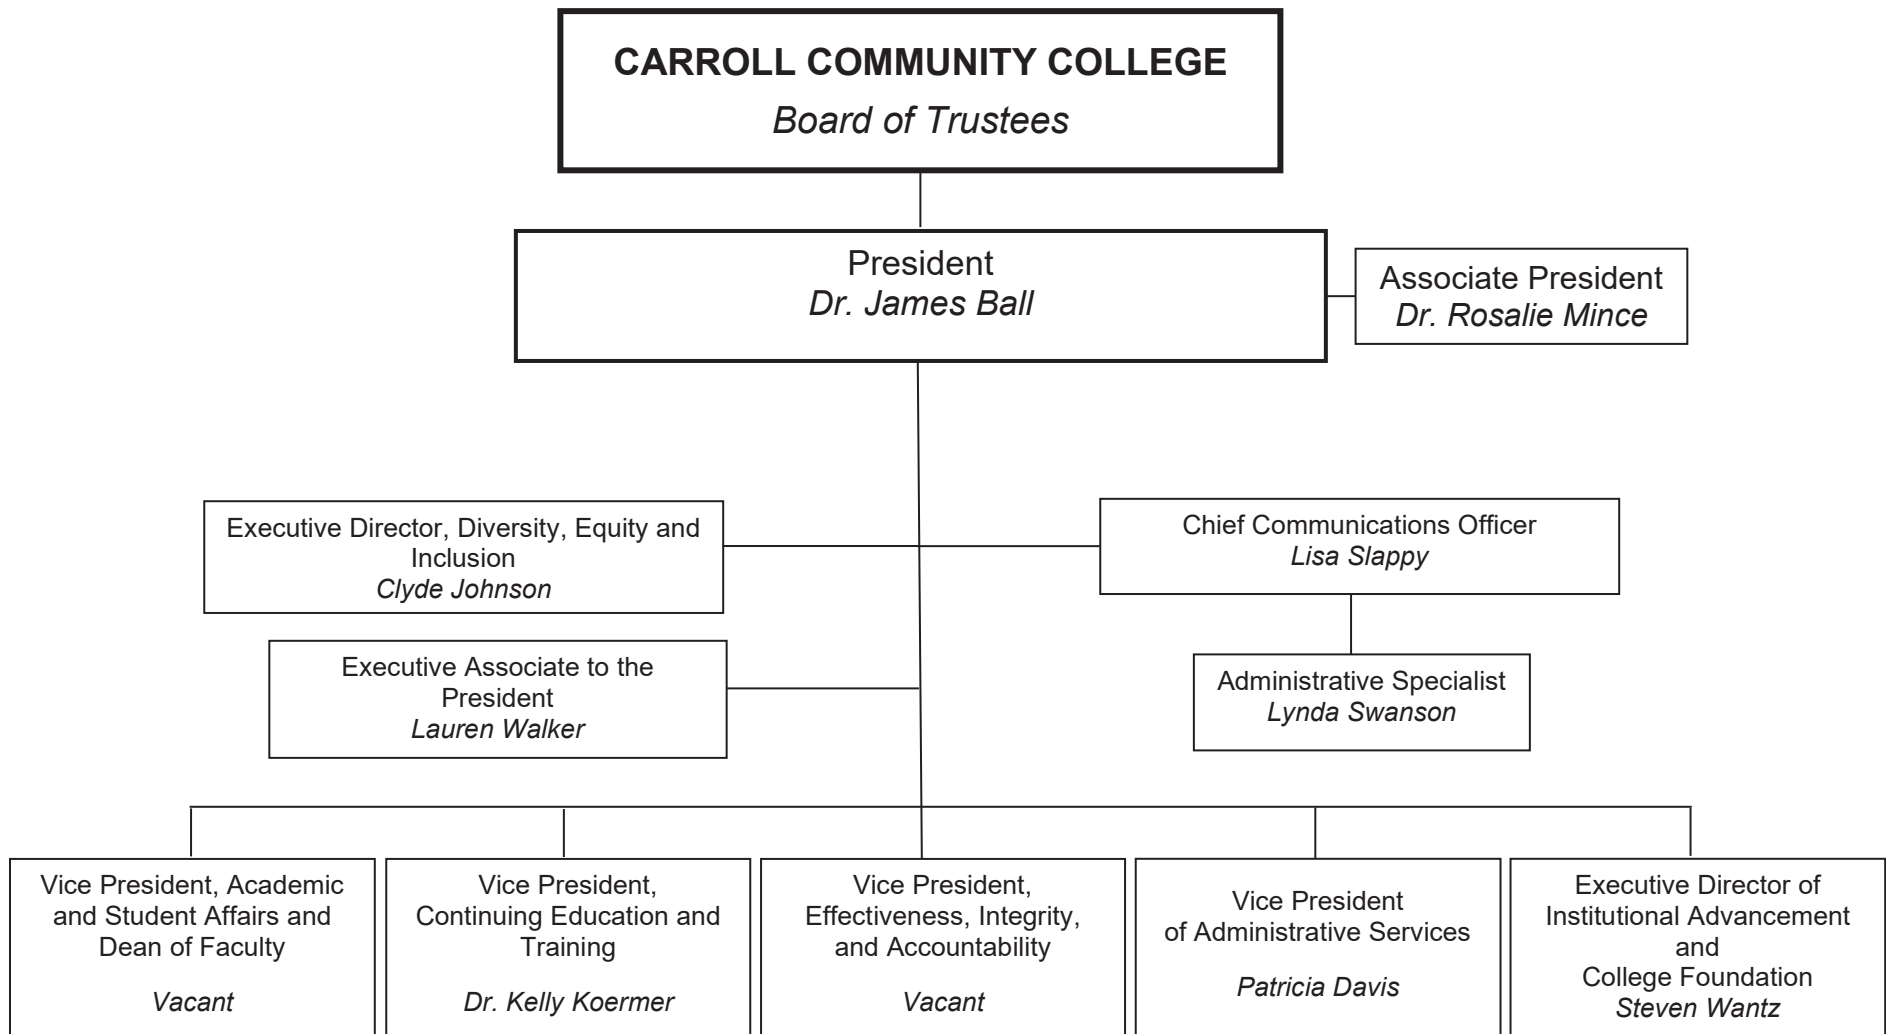 CARROLL COMMUNITY COLLEGE
Board of Trustees
President
Dr. James Ball
Associate President
Dr. Rosalie Mince
Executive Director, Diversity, Equity and
Inclusion
Clyde Johnson
Chief Communications Officer
Lisa Slappy
Executive Associate to the
President
Lauren Walker
Administrative Specialist
Lynda Swanson
Vice President, Academic
and Student Affairs and
Dean of Faculty
Vacant
Vice President,
Continuing Education and
Training
Dr. Kelly Koermer
Vice President,
Effectiveness, Integrity,
and Accountability
Vacant
Vice President
of Administrative Services
Patricia Davis
Executive Director of
Institutional Advancement
and
College Foundation
Steven Wantz